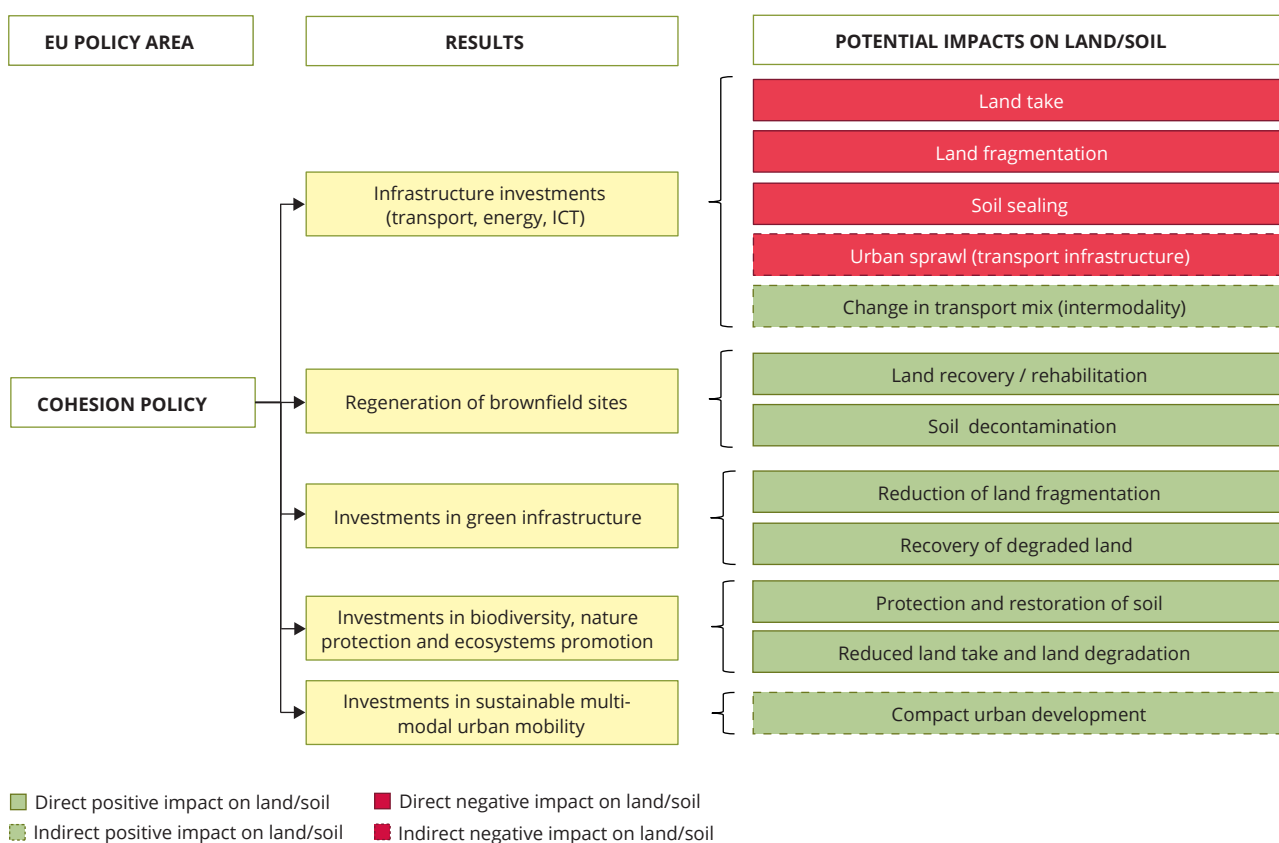 EU POLICY AREA
RESULTS
POTENTIAL IMPACTS ON LAND/SOIL
COHESION POLICY
Infrastructure investments
(transport, energy, ICT)
Land take
Land fragmentation
Soil sealing
Urban sprawl (transport infrastructure)
Change in transport mix (intermodality)
Regeneration of brownfield sites
Land recovery / rehabilitation
Soil decontamination
Investments in green infrastructure
Reduction of land fragmentation
Recovery of degraded land
Investments in biodiversity, nature
protection and ecosystems promotion
Protection and restoration of soil
Reduced land take and land degradation
Investments in sustainable multi-
modal urban mobility
Compact urban development
Direct positive impact on land/soil
Direct negative impact on land/soil
Indirect positive impact on land/soil
Indirect negative impact on land/soil